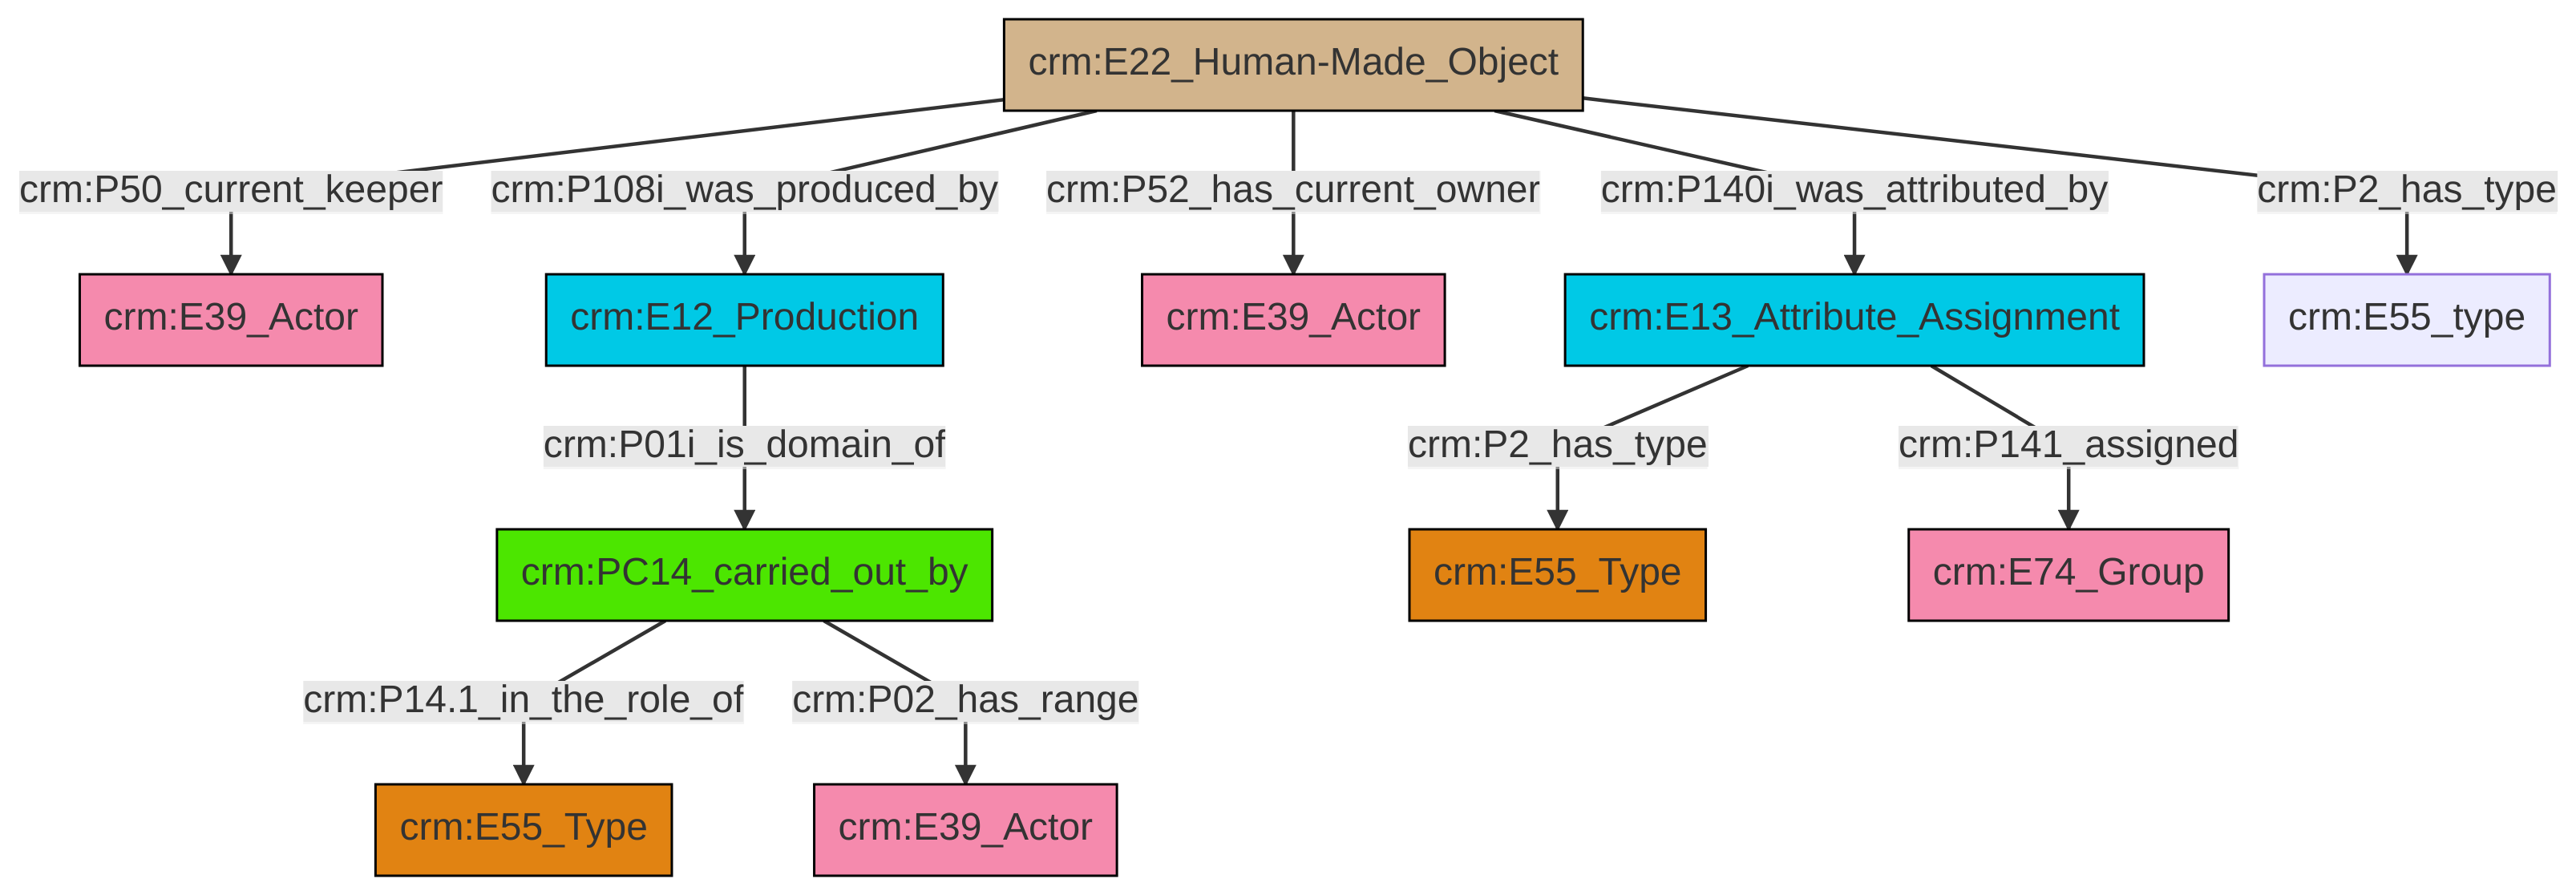 crm:E22_Human-Made_Object
crm:P50_current_keeper
crm:P108i_was_produced_by
crm:P52_has_current_owner
crm:P140i_was_attributed_by
crm:P2_has_type
crm:E39_Actor
crm:E12_Production
crm:E39_Actor
crm:E13_Attribute_Assignment
crm:E55_type
crm:P01i_is_domain_of
crm:P2_has_type
crm:P141_assigned
crm:PC14_carried_out_by
crm:E55_Type
crm:E74_Group
crm:P14.1_in_the_role_of
crm:P02_has_range
crm:E55_Type
crm:E39_Actor